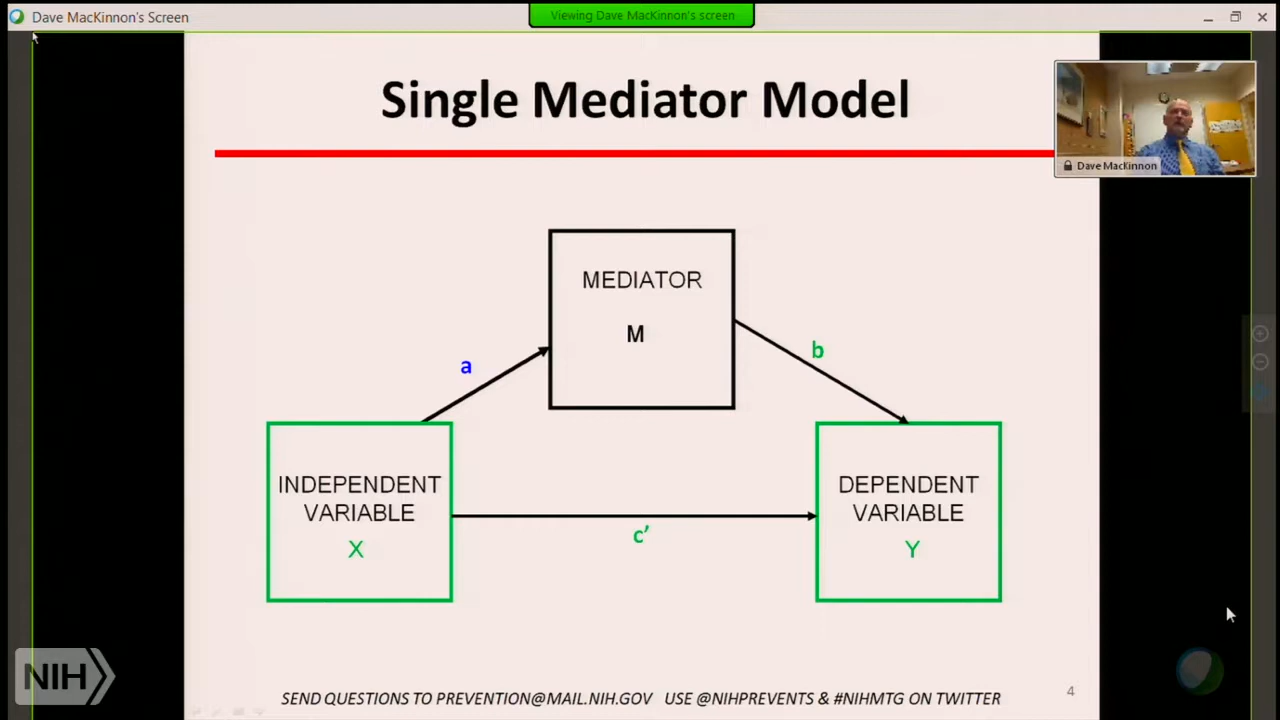 Dave MacKinnon's Screen
Viewing Dave MacKinnon's screen
Single Mediator Model
Dave MacKinnon
MEDIATOR
M
a
b
INDEPENDENT
VARIABLE
X
c’
DEPENDENT
VARIABLE
Y
NIH
SEND QUESTIONS TO PREVENTION@MAIL.NIH.GOV USE @NIHPREVENTS & #NIHMTG ON TWITTER
4